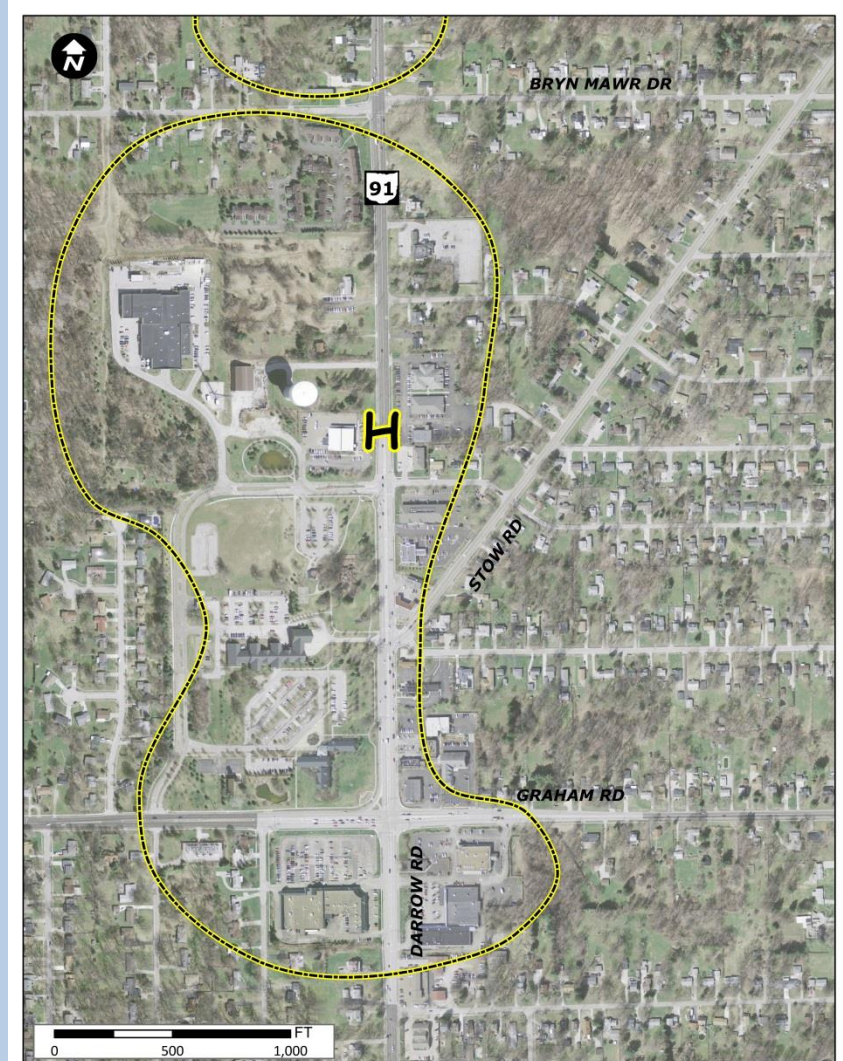 N
BRYN MAWR DR
91
H
STOW RD
GRAHAM RD
DARROW RD
FT
0 500 1,000